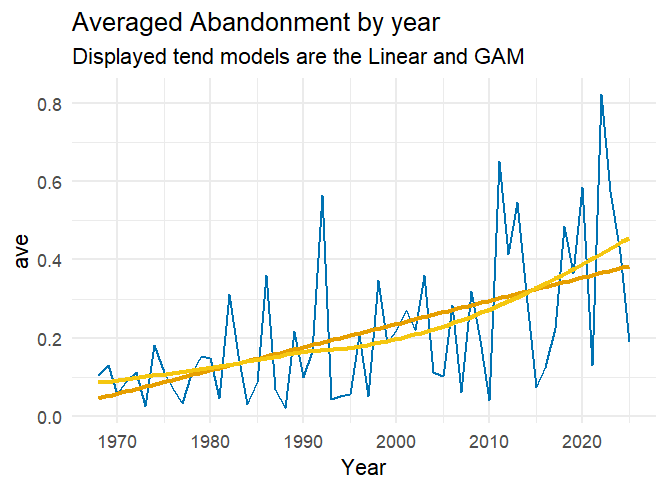 Averaged Abandonment by year
Displayed tend models are the Linear and GAM
0.8
0.6
0.4
0.2
0.0
ave
1970 1980 1990 2000 2010 2020
Year